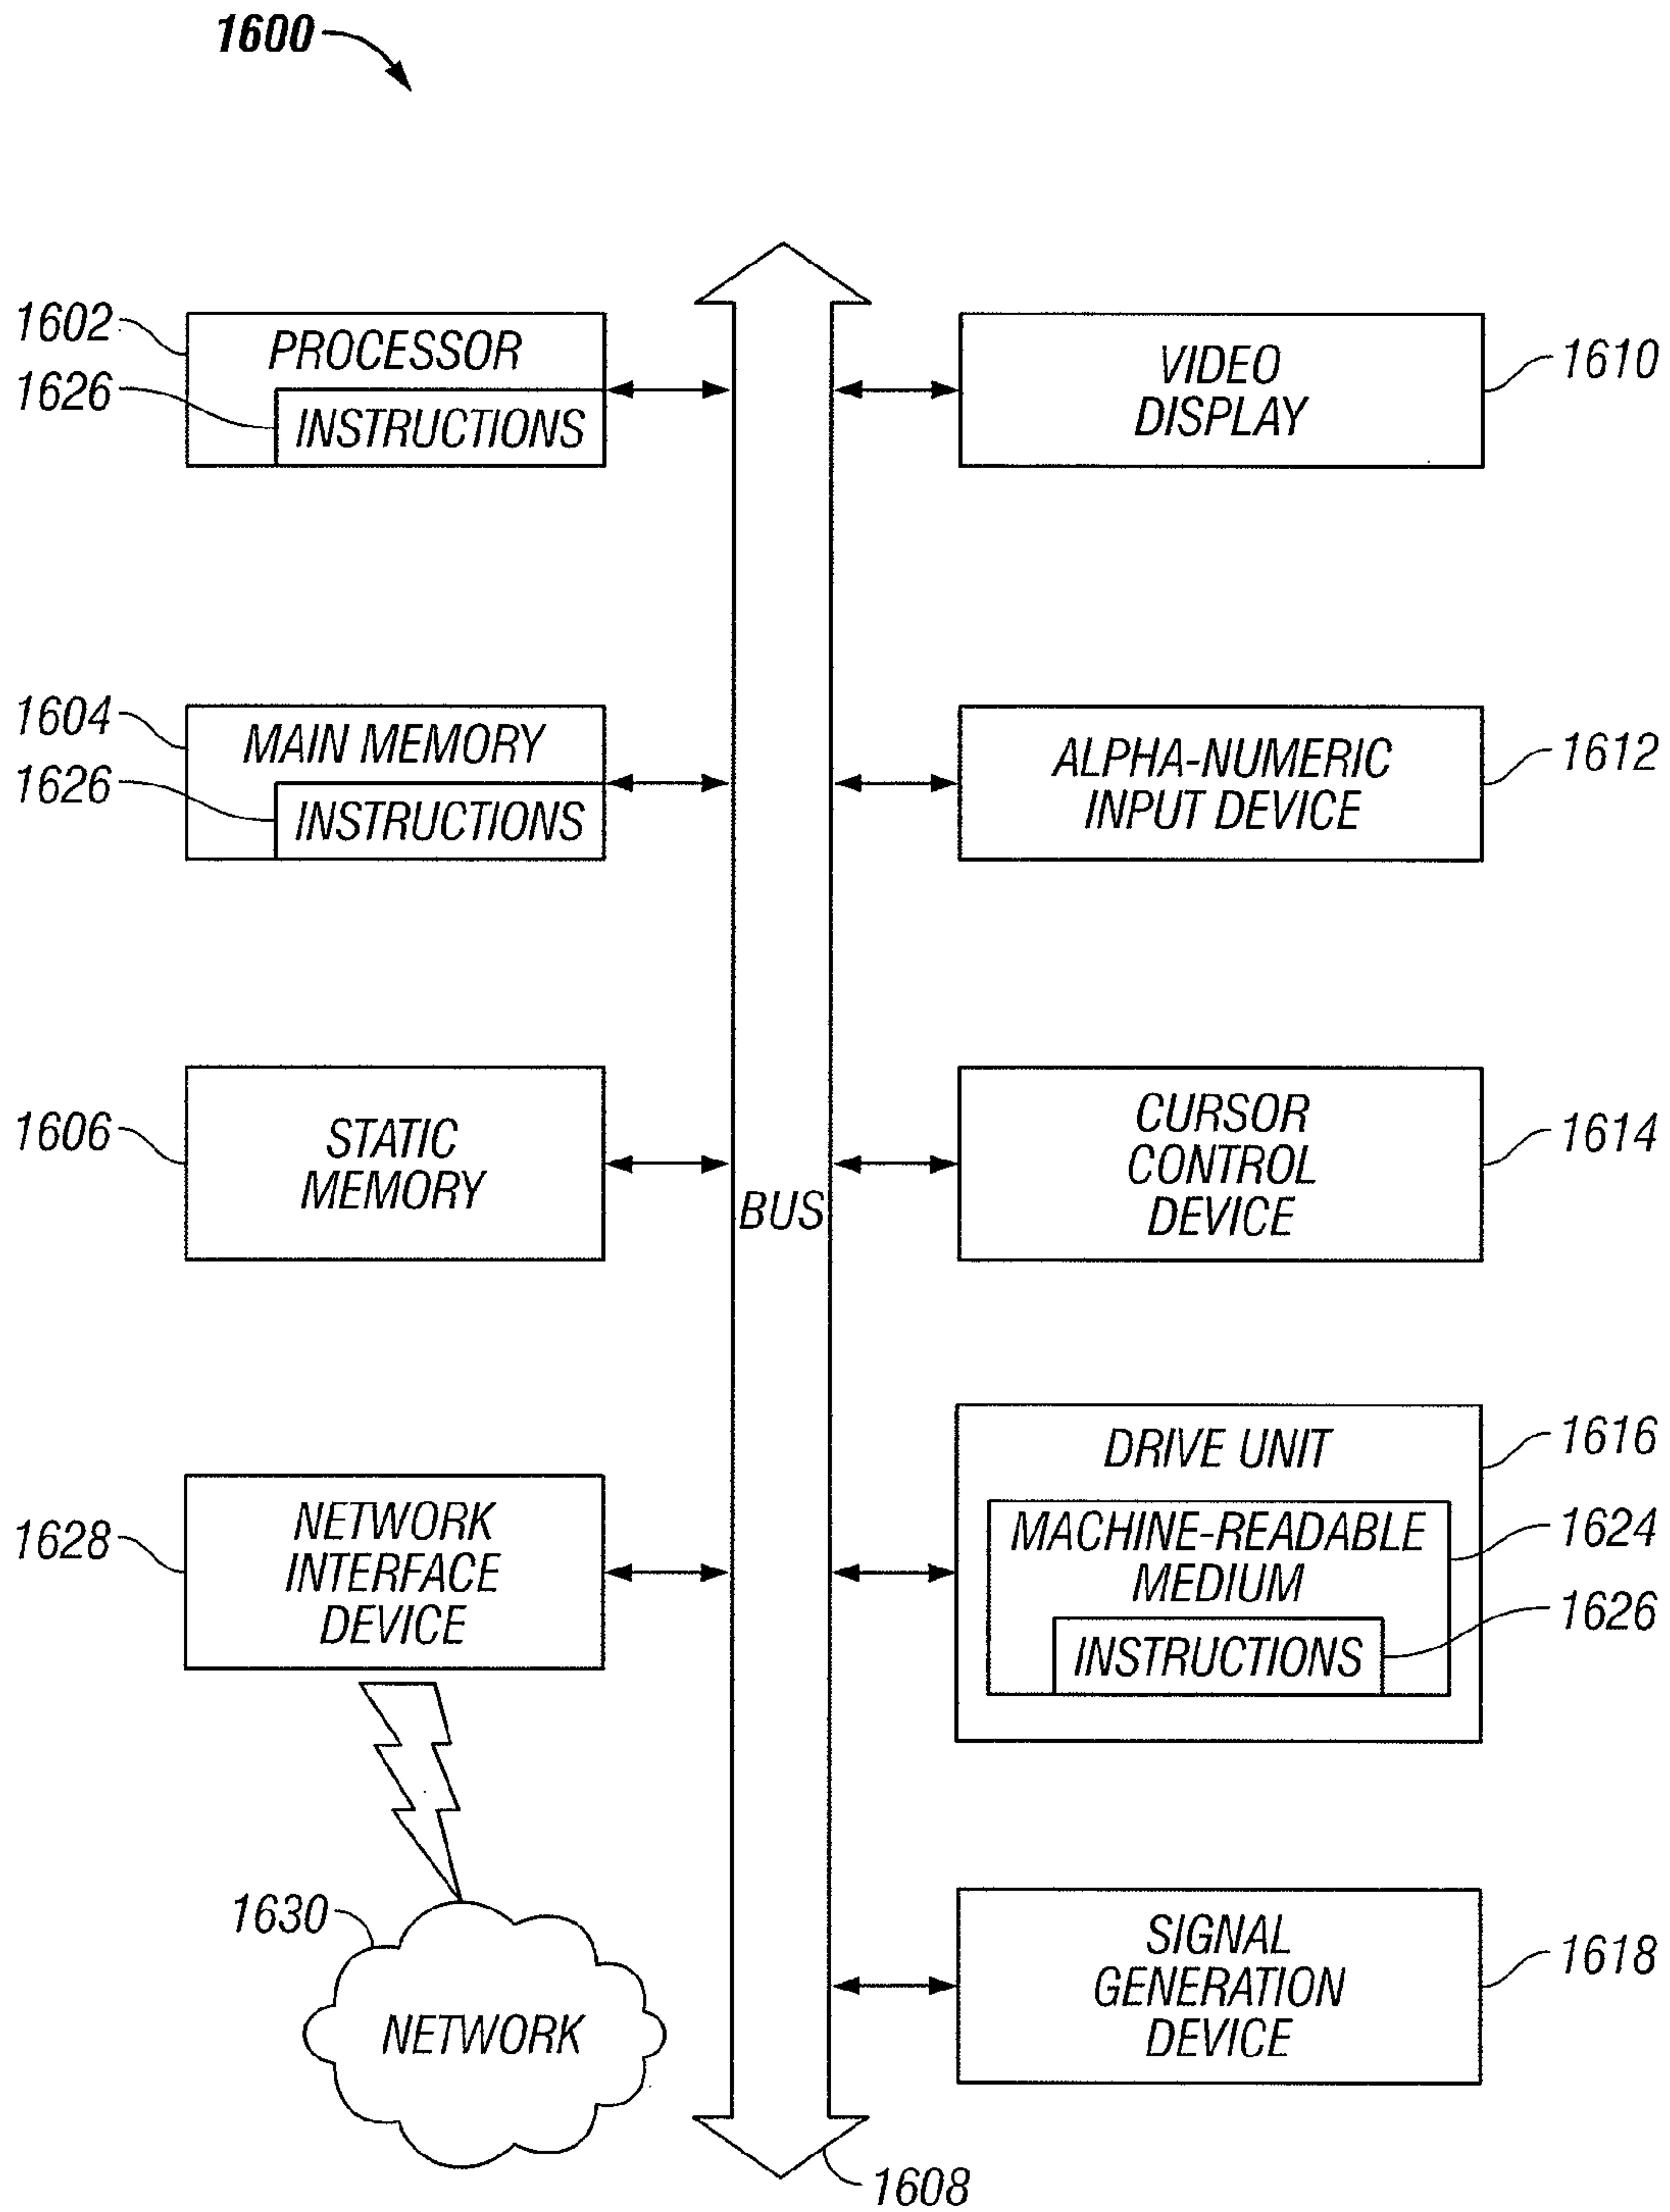 1600
1602
PROCESSOR
1626
INSTRUCTIONS
VIDEO
DISPLAY
1610
1604
MAIN MEMORY
1626
INSTRUCTIONS
ALPHA-NUMERIC
INPUT DEVICE
1612
1606
STATIC
MEMORY
BUS
CURSOR
CONTROL
DEVICE
1614
1628
NETWORK
INTERFACE
DEVICE
DRIVE UNIT
1616
MACHINE-READABLE
MEDIUM
1624
INSTRUCTIONS
1626
1630
NETWORK
SIGNAL
GENERATION
DEVICE
1618
1608